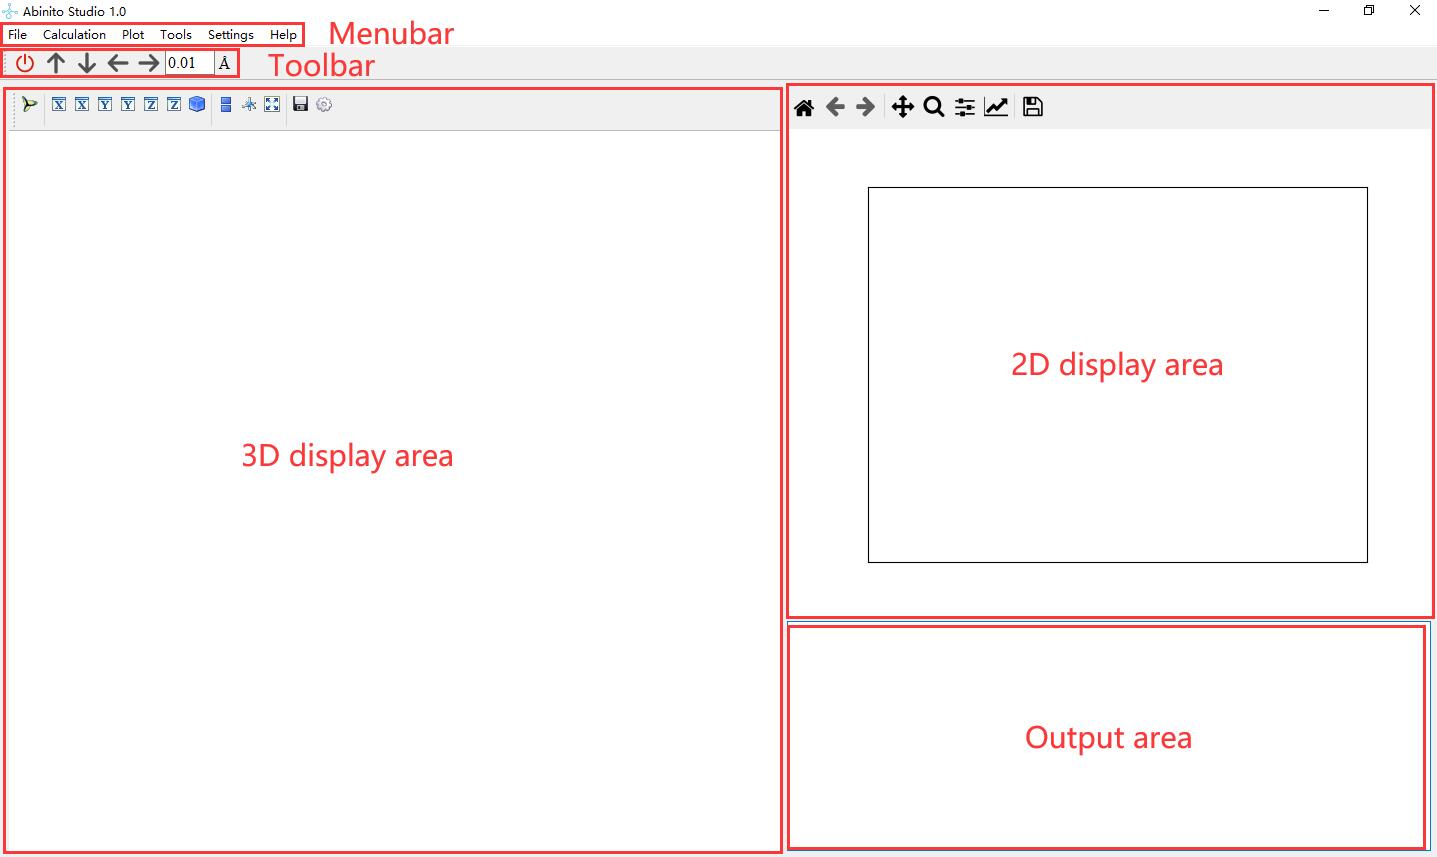 Abinito Studio 1.0
File Calculation Plot Tools Settings Help Menubar
0.01 Å Toolbar
X X Y Y Z Z
2D display area
3D display area
Output area